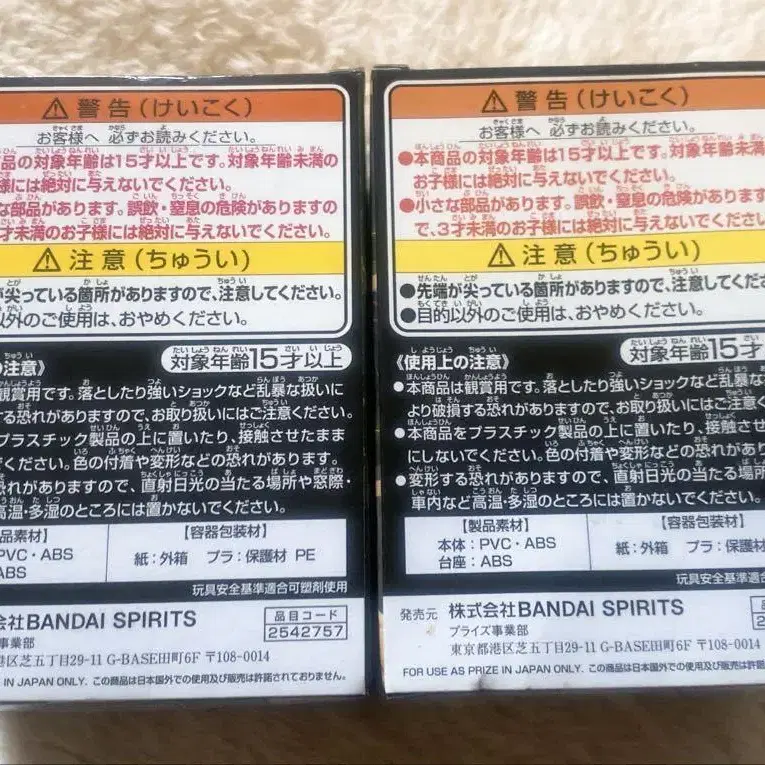 警告(けいこく)
お客様へ 必ずお読みください。
品の対象年齢は15才以上です。対象年齢未満の
様には絶対に与えないでください。
な部品があります。誤飲・窒息の危険がありますの
才未満のお子様には絶対に与えないでください。
注意(ちゅうい)
が尖っている箇所がありますので、注意してください。
以外のご使用は、おやめください。
の注意》
対象年齢15才以上
は観賞用です。落としたり強いショックなど乱暴な扱いに
する恐れがありますので、お取り扱いにはご注意ください。
プラスチック製品の上に置いたり、接触させたまま
でください。色の付着や変形などの恐れがあります。
恐れがありますので、直射日光の当たる場所や窓際・
高温・多湿のところには置かないでください。
【容器包装材】
PVC・ABS
ABS
紙:外箱 プラ:保護材 PE
玩具安全基準適合可塑剤使用
会社BANDAI SPIRITS
品目コード
2542757
事業部
港区芝五丁目29-11 G-BASE田町6F 〒108-0014
IN JAPAN ONLY. この商品は日本国外での使用及び販売は許諾されておりません。
警告(けいこく)
お客様へ 必ずお読みください。
●本商品の対象年齢は15才以上です。対象年齢未満
お子様には絶対に与えないでください。
●小さな部品があります。誤飲・窒息の危険があります
で、3才未満のお子様には絶対に与えないでくださ
注意(ちゅうい)
●先端が尖っている箇所がありますので、注意してくださ
●目的以外のご使用は、おやめください。
《使用上の注意》
対象年齢15才
●本商品は観賞用です。落としたり強いショックなど乱暴な
より破損する恐れがありますので、お取り扱いにはご注意く
●本商品をプラスチック製品の上に置いたり、接触させ
にしないでください。色の付着や変形などの恐れがあ
●変形する恐れがありますので、直射日光の当たる場所
車内など高温・多湿のところには置かないでください。
【製品素材】
本体:PVC・ABS
台座:ABS
【容器包装材】
紙:外箱 プラ:保護材
玩具安全基準適合可塑
発売元 株式会社BANDAI SPIRITS
プライズ事業部
東京都港区芝五丁目29-11 G-BASE田町6F 〒108-0014
FOR USE AS PRIZE IN JAPAN ONLY. この商品は日本国外での使用及び販売は許諾さ